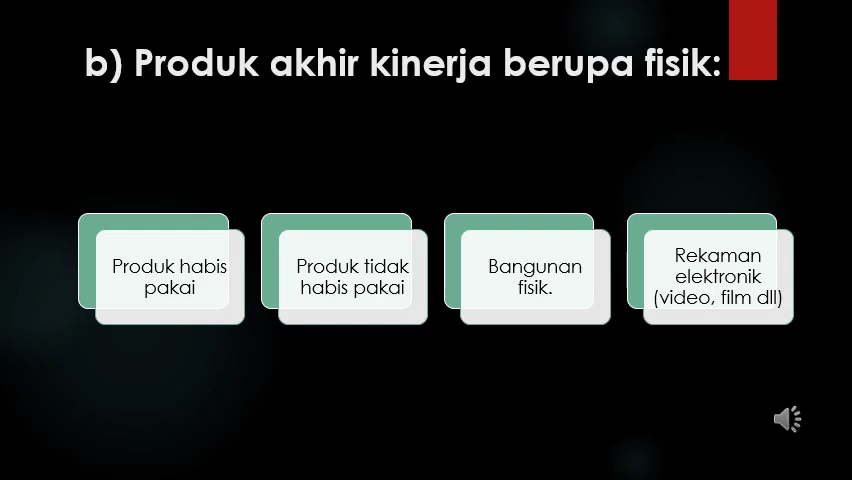 b) Produk akhir kinerja berupa fisik:
Produk habis
pakai
Produk tidak
habis pakai
Bangunan
fisik.
Rekaman
elektronik
(video, film dll)